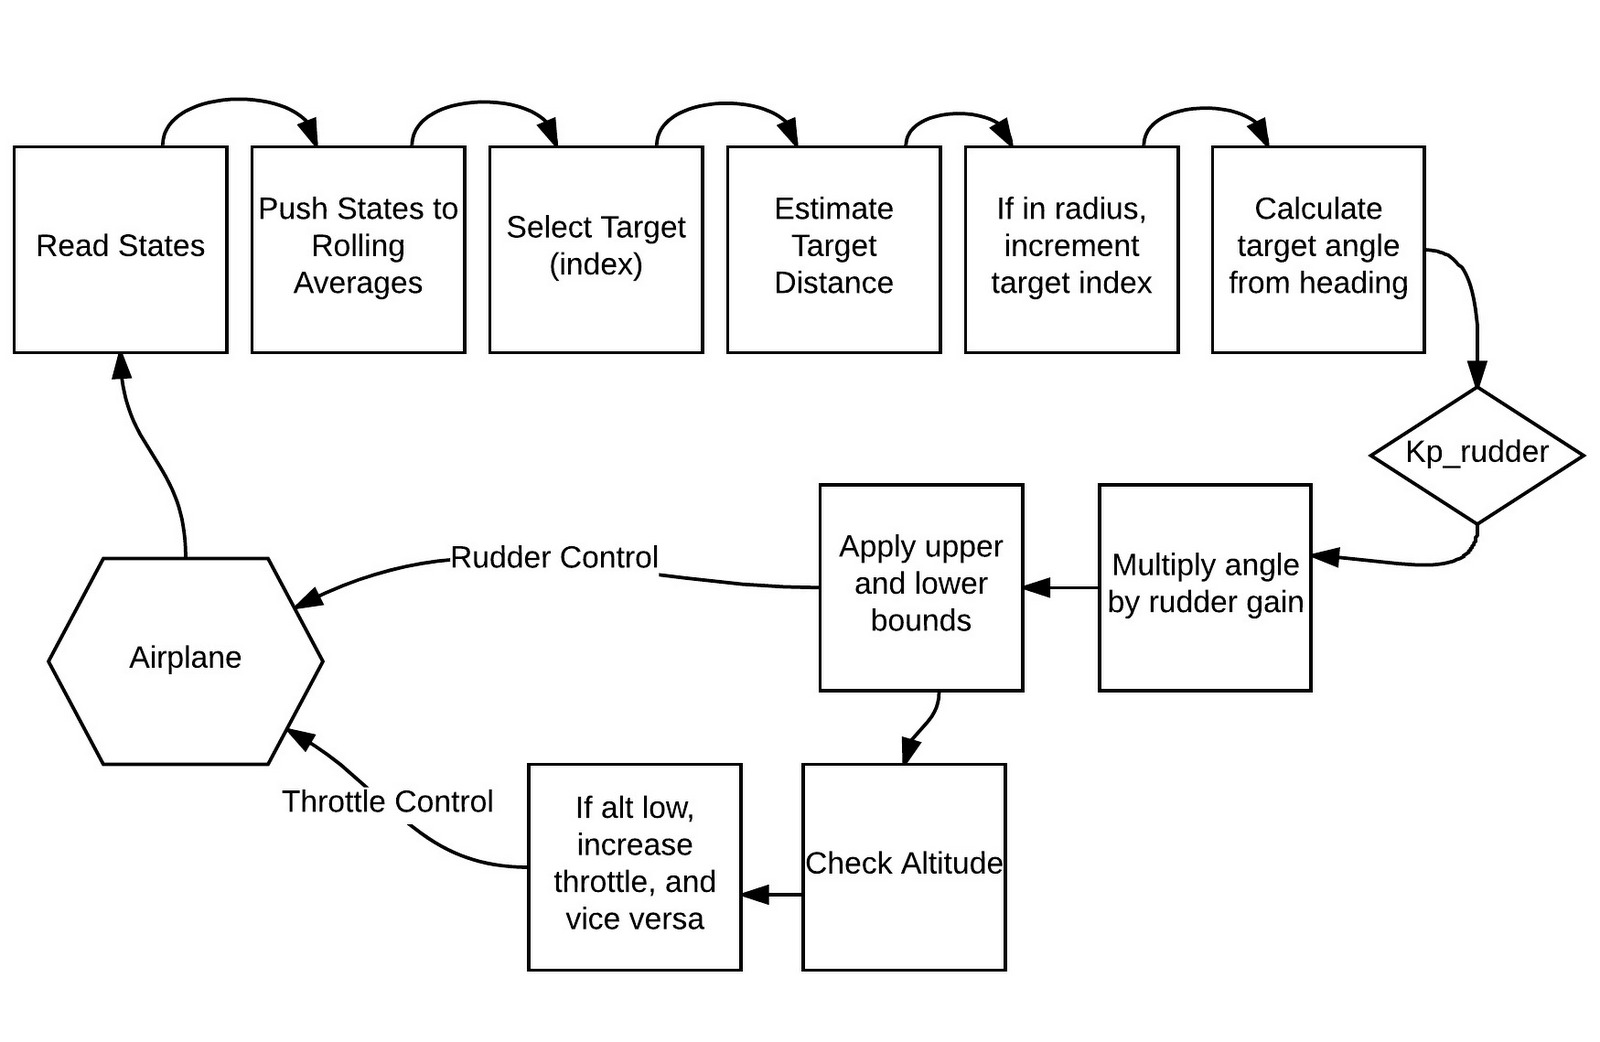 Read States
Push States to
Rolling
Averages
Select Target
(index)
Estimate
Target
Distance
If in radius,
increment
target index
Calculate
target angle
from heading
Kp_rudder
Multiply angle
by rudder gain
Apply upper
and lower
bounds
Rudder Control
Airplane
Throttle Control
If alt low,
increase
throttle, and
vice versa
Check Altitude